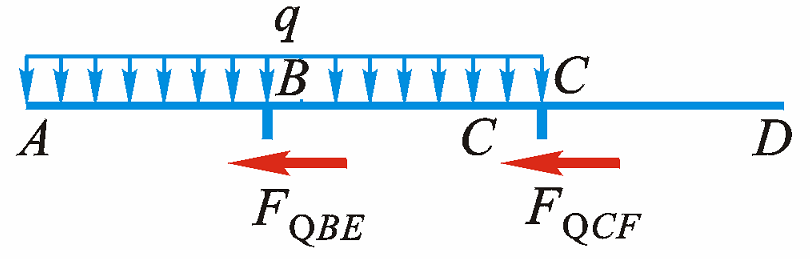 q
B C
A C D
F_QBE F_QCF